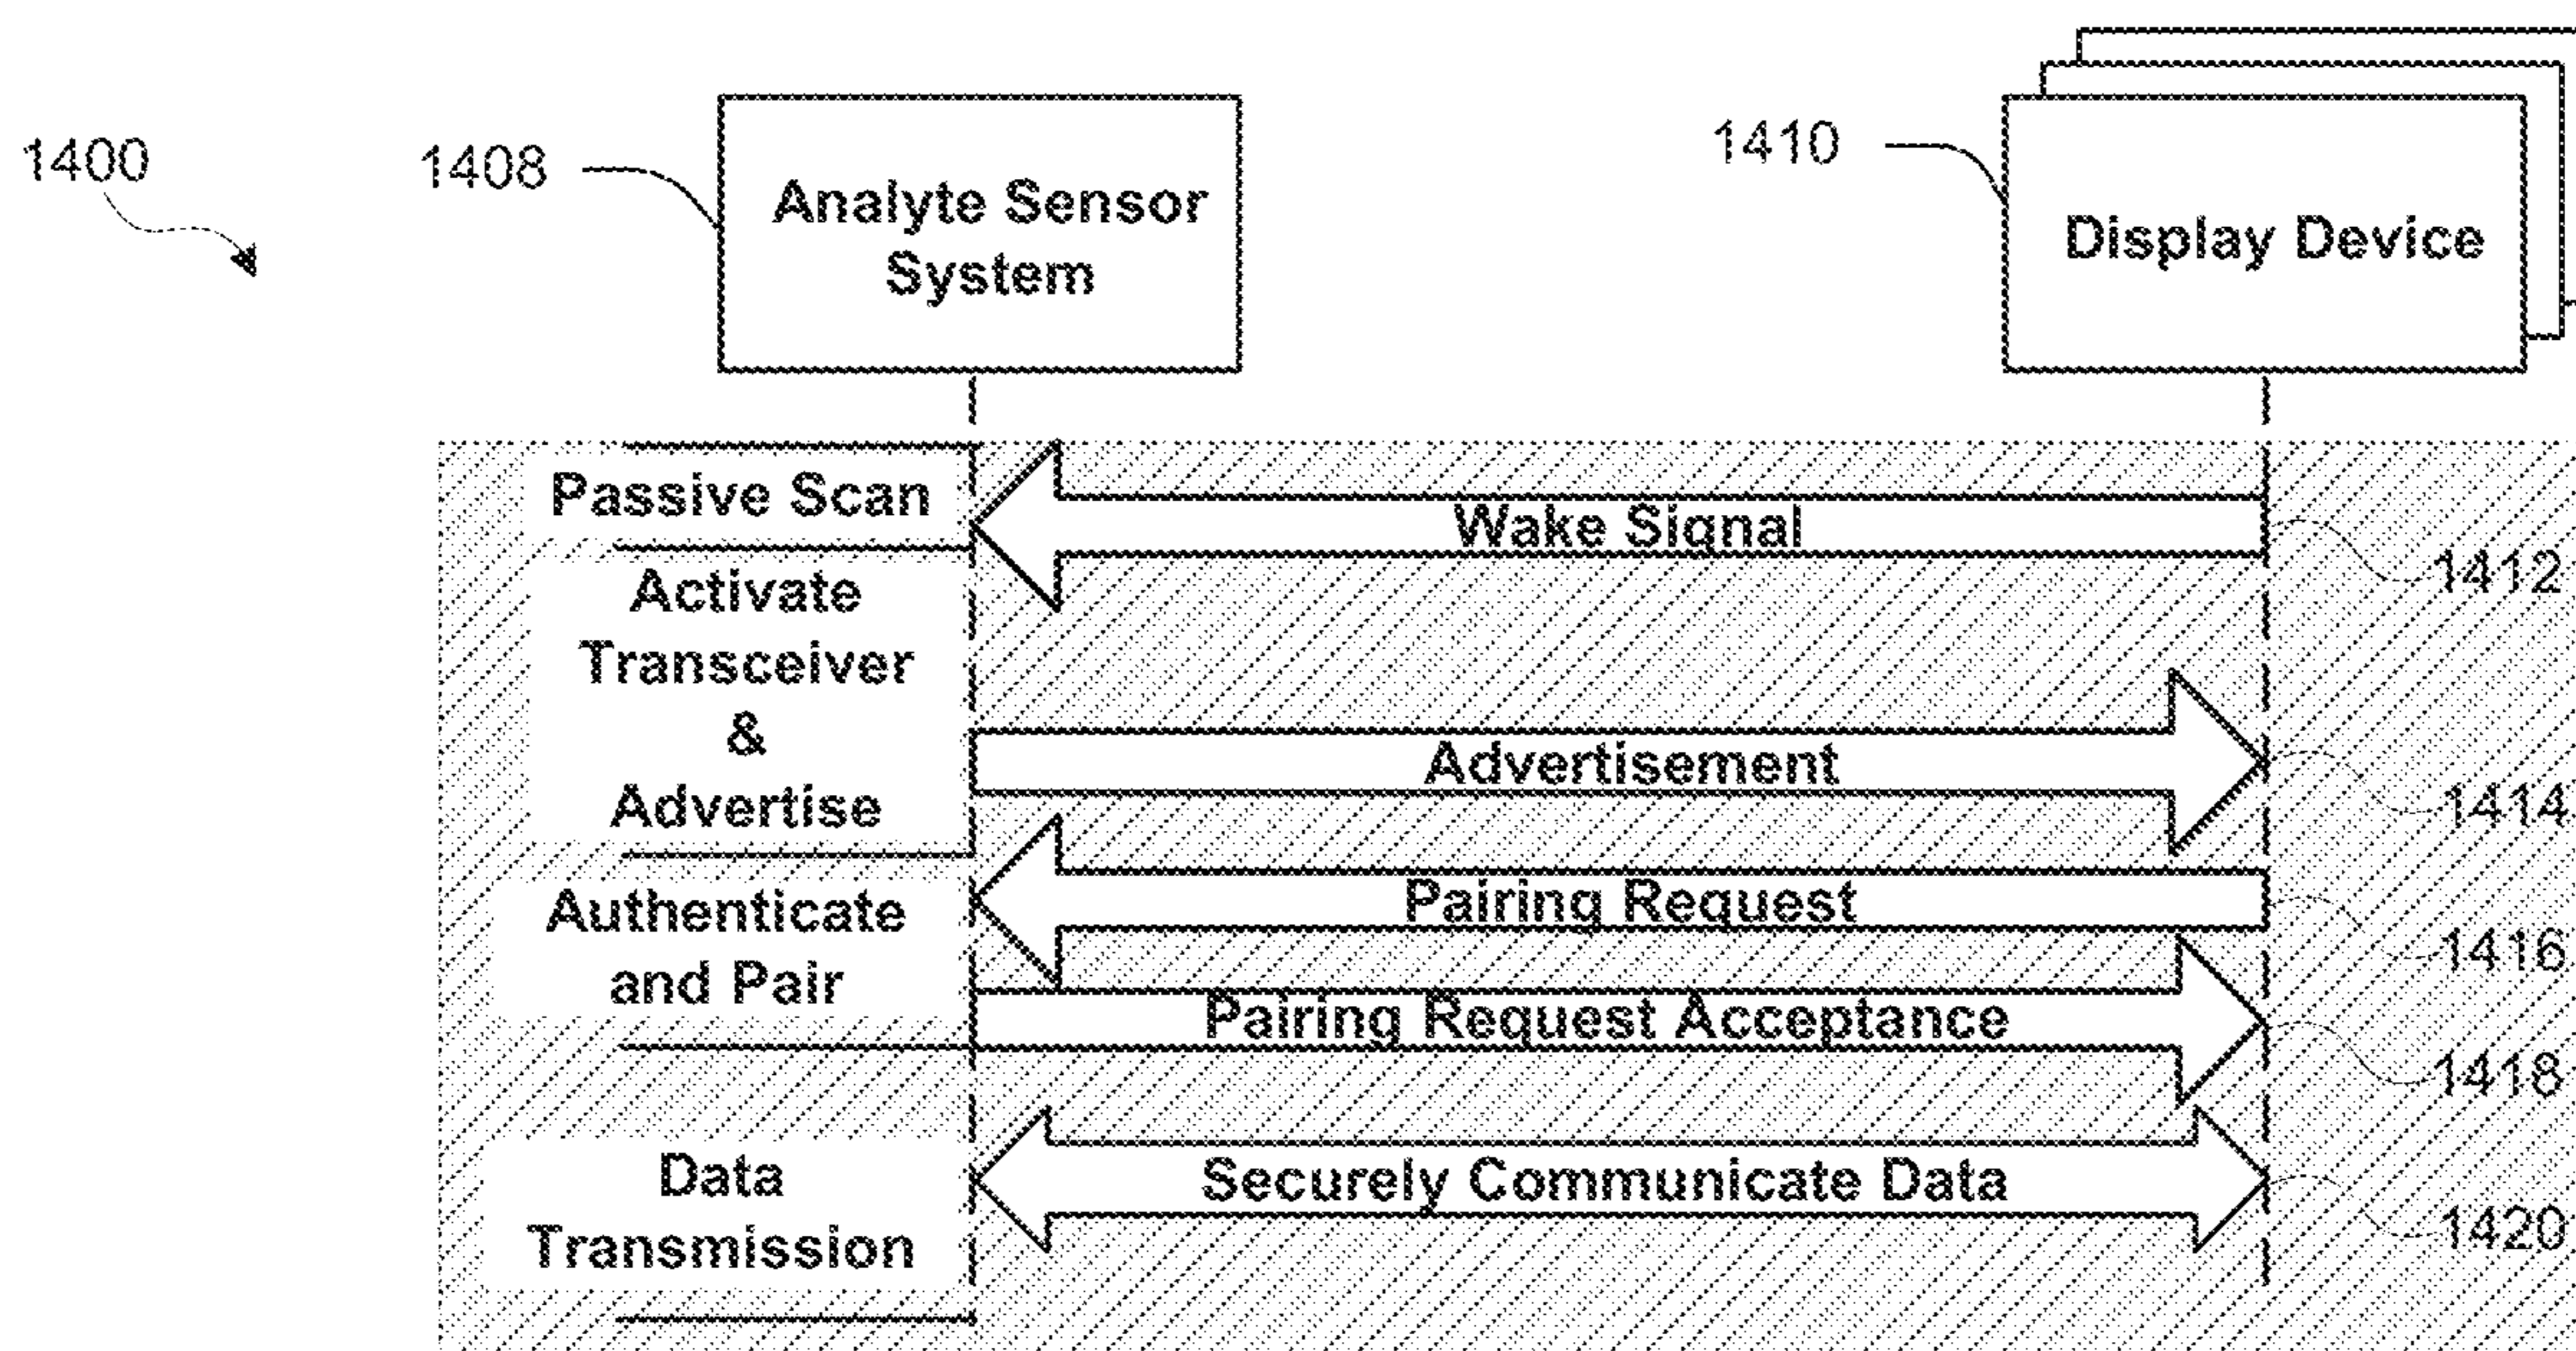 1400
1408
Analyte Sensor
System
1410
Display Device
Passive Scan
Wake Signal
1412
Activate
Transceiver
&
Advertise
Advertisement
1414
Authenticate
and Pair
Pairing Request
1416
Pairing Request Acceptance
1418
Data
Transmission
Securely Communicate Data
1420